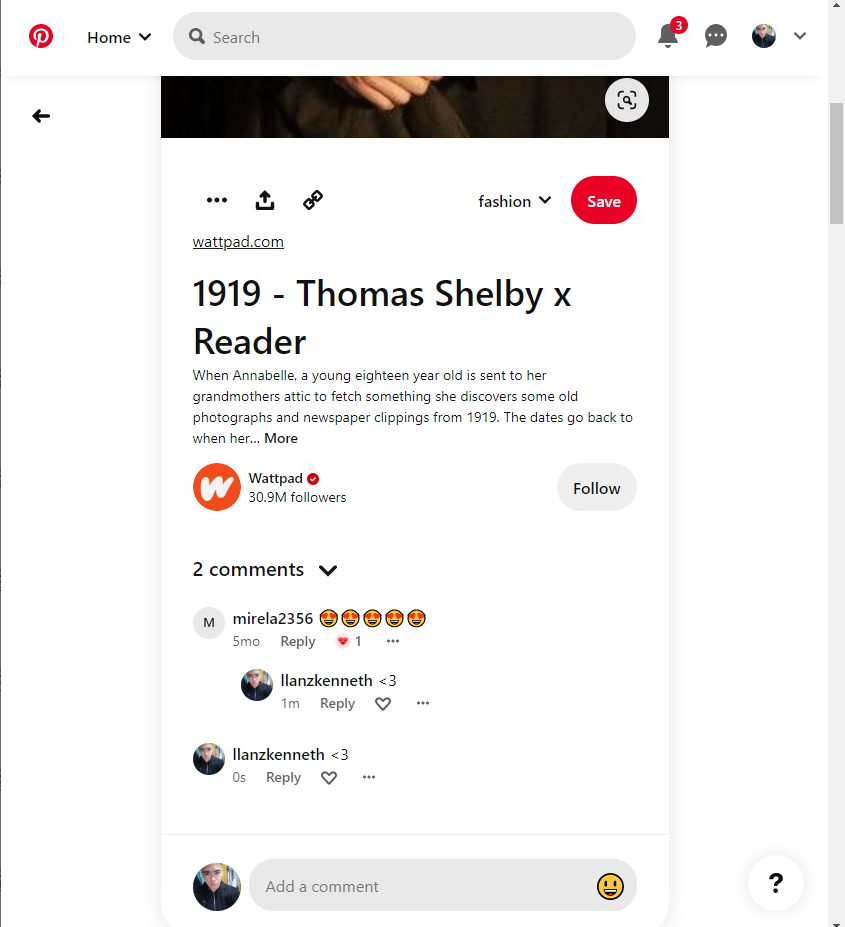 Home
Search
3
fashion
Save
wattpad.com
1919 - Thomas Shelby x
Reader
When Annabelle, a young eighteen year old is sent to her
grandmothers attic to fetch something she discovers some old
photographs and newspaper clippings from 1919. The dates go back to
when her... More
Wattpad
30.9M followers
Follow
2 comments
M
mirela2356 😍😍😍😍😍
5mo Reply 1
llanzkenneth <3
1m Reply
llanzkenneth <3
0s Reply
Add a comment
?